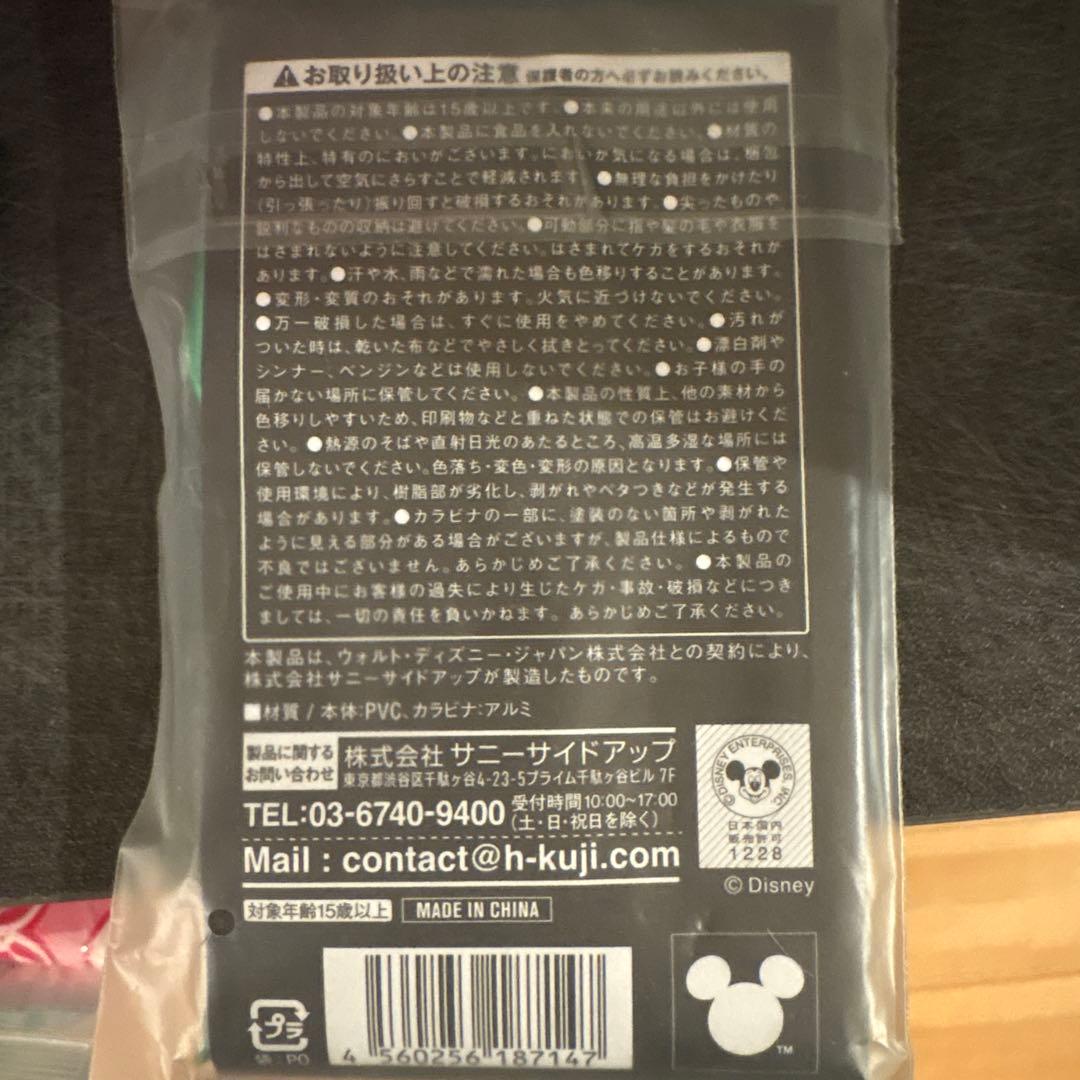 ⚠お取り扱い上の注意 保護者の方へ必ずお読みください。
●本製品の対象年齢は15歳以上です。●本来の用途以外には使用
しないでください。●本製品に食品を入れないでください。●材質の
特性上、特有のにおいがございます。においが気になる場合は、梱包
から出して空気にさらすことで軽減されます。●無理な負担をかけたり
(引っ張ったり)振り回すと破損するおそれがあります。●尖ったものや
鋭利なものの収納は避けてください。●可動部分に指や髪の毛や衣服を
はさまれないように注意してください。はさまれてケガをするおそれが
あります。●汗や水、雨などで濡れた場合も色移りすることがあります。
●変形・変質のおそれがあります。火気に近づけないでください。
●万一破損した場合は、すぐに使用をやめてください。●汚れが
ついた時は、乾いた布などでやさしく拭きとってください。●漂白剤や
シンナー、ベンジンなどは使用しないでください。●お子様の手の
届かない場所に保管してください。●本製品の性質上、他の素材から
色移りしやすいため、印刷物などと重ねた状態での保管はお避けくだ
さい。●熱源のそばや直射日光のあたるところ、高温多湿な場所には
保管しないでください。色落ち・変色・変形の原因となります。●保管や
使用環境により、樹脂部が劣化し、剥がれやベタつきなどが発生する
場合があります。●カラビナの一部に、塗装のない箇所や剥がれた
ように見える部分がある場合がございますが、製品仕様によるもので
不良ではございません。あらかじめご了承ください。●本製品の
ご使用中にお客様の過失により生じたケガ・事故・破損などにつき
ましては、一切の責任を負いかねます。あらかじめご了承ください。
本製品は、ウォルト・ディズニー・ジャパン株式会社との契約により、
株式会社サニーサイドアップが製造したものです。
■材質 / 本体:PVC、カラビナ:アルミ
製品に関する
お問い合わせ
株式会社 サニーサイドアップ
東京都渋谷区千駄ヶ谷4-23-5プライム千駄ヶ谷ビル 7F
TEL:03-6740-9400 受付時間10:00~17:00
(土・日・祝日を除く)
Mail : contact@h-kuji.com
©DISNEY ENTERPRISES, INC.
日本国内
販売許可
1228
© Disney
対象年齢15歳以上 MADE IN CHINA
プラ
袋:PO
4 560256 187147
TM